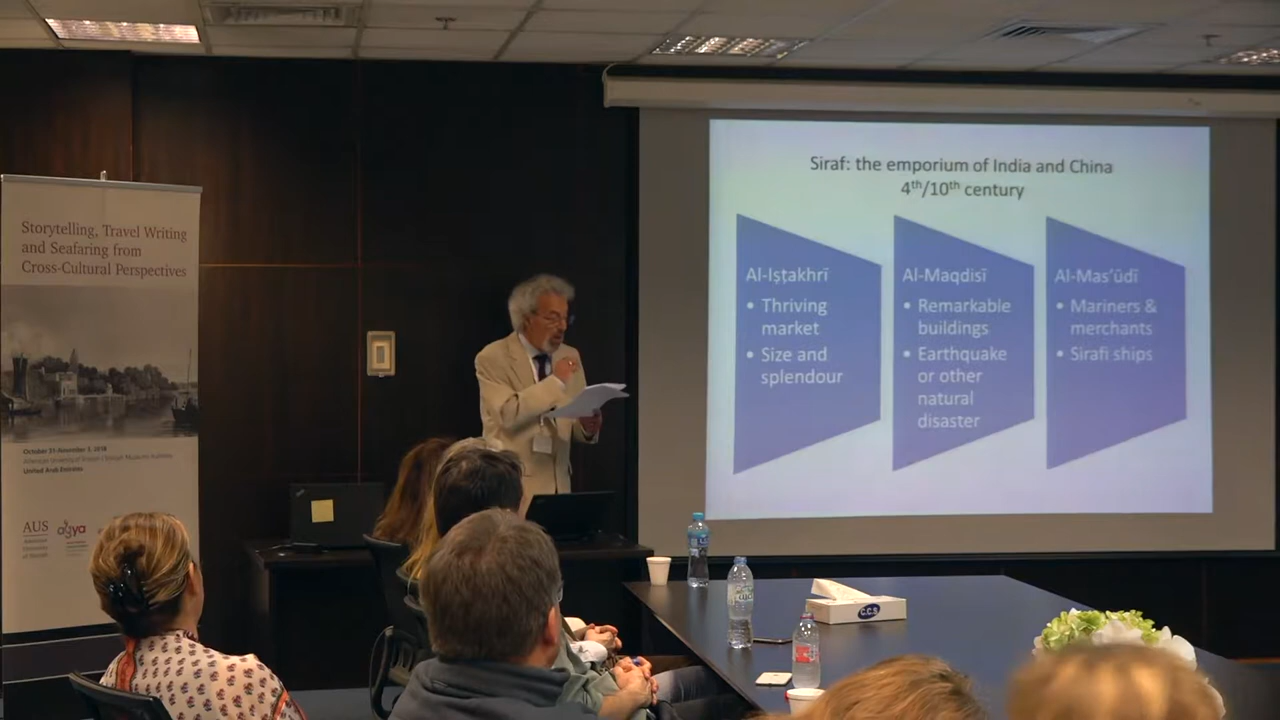 Storytelling, Travel Writing
and Seafaring from
Cross-Cultural Perspectives
October 31-November 3, 2018
United Arab Emirates
AUS
agya
Siraf: the emporium of India and China
4th/10th century
Al-Iṣṭakhrī
• Thriving
market
• Size and
splendour
Al-Maqdisī
• Remarkable
buildings
• Earthquake
or other
natural
disaster
Al-Mas'ūdī
• Mariners &
merchants
• Sirafi ships
C.C.S